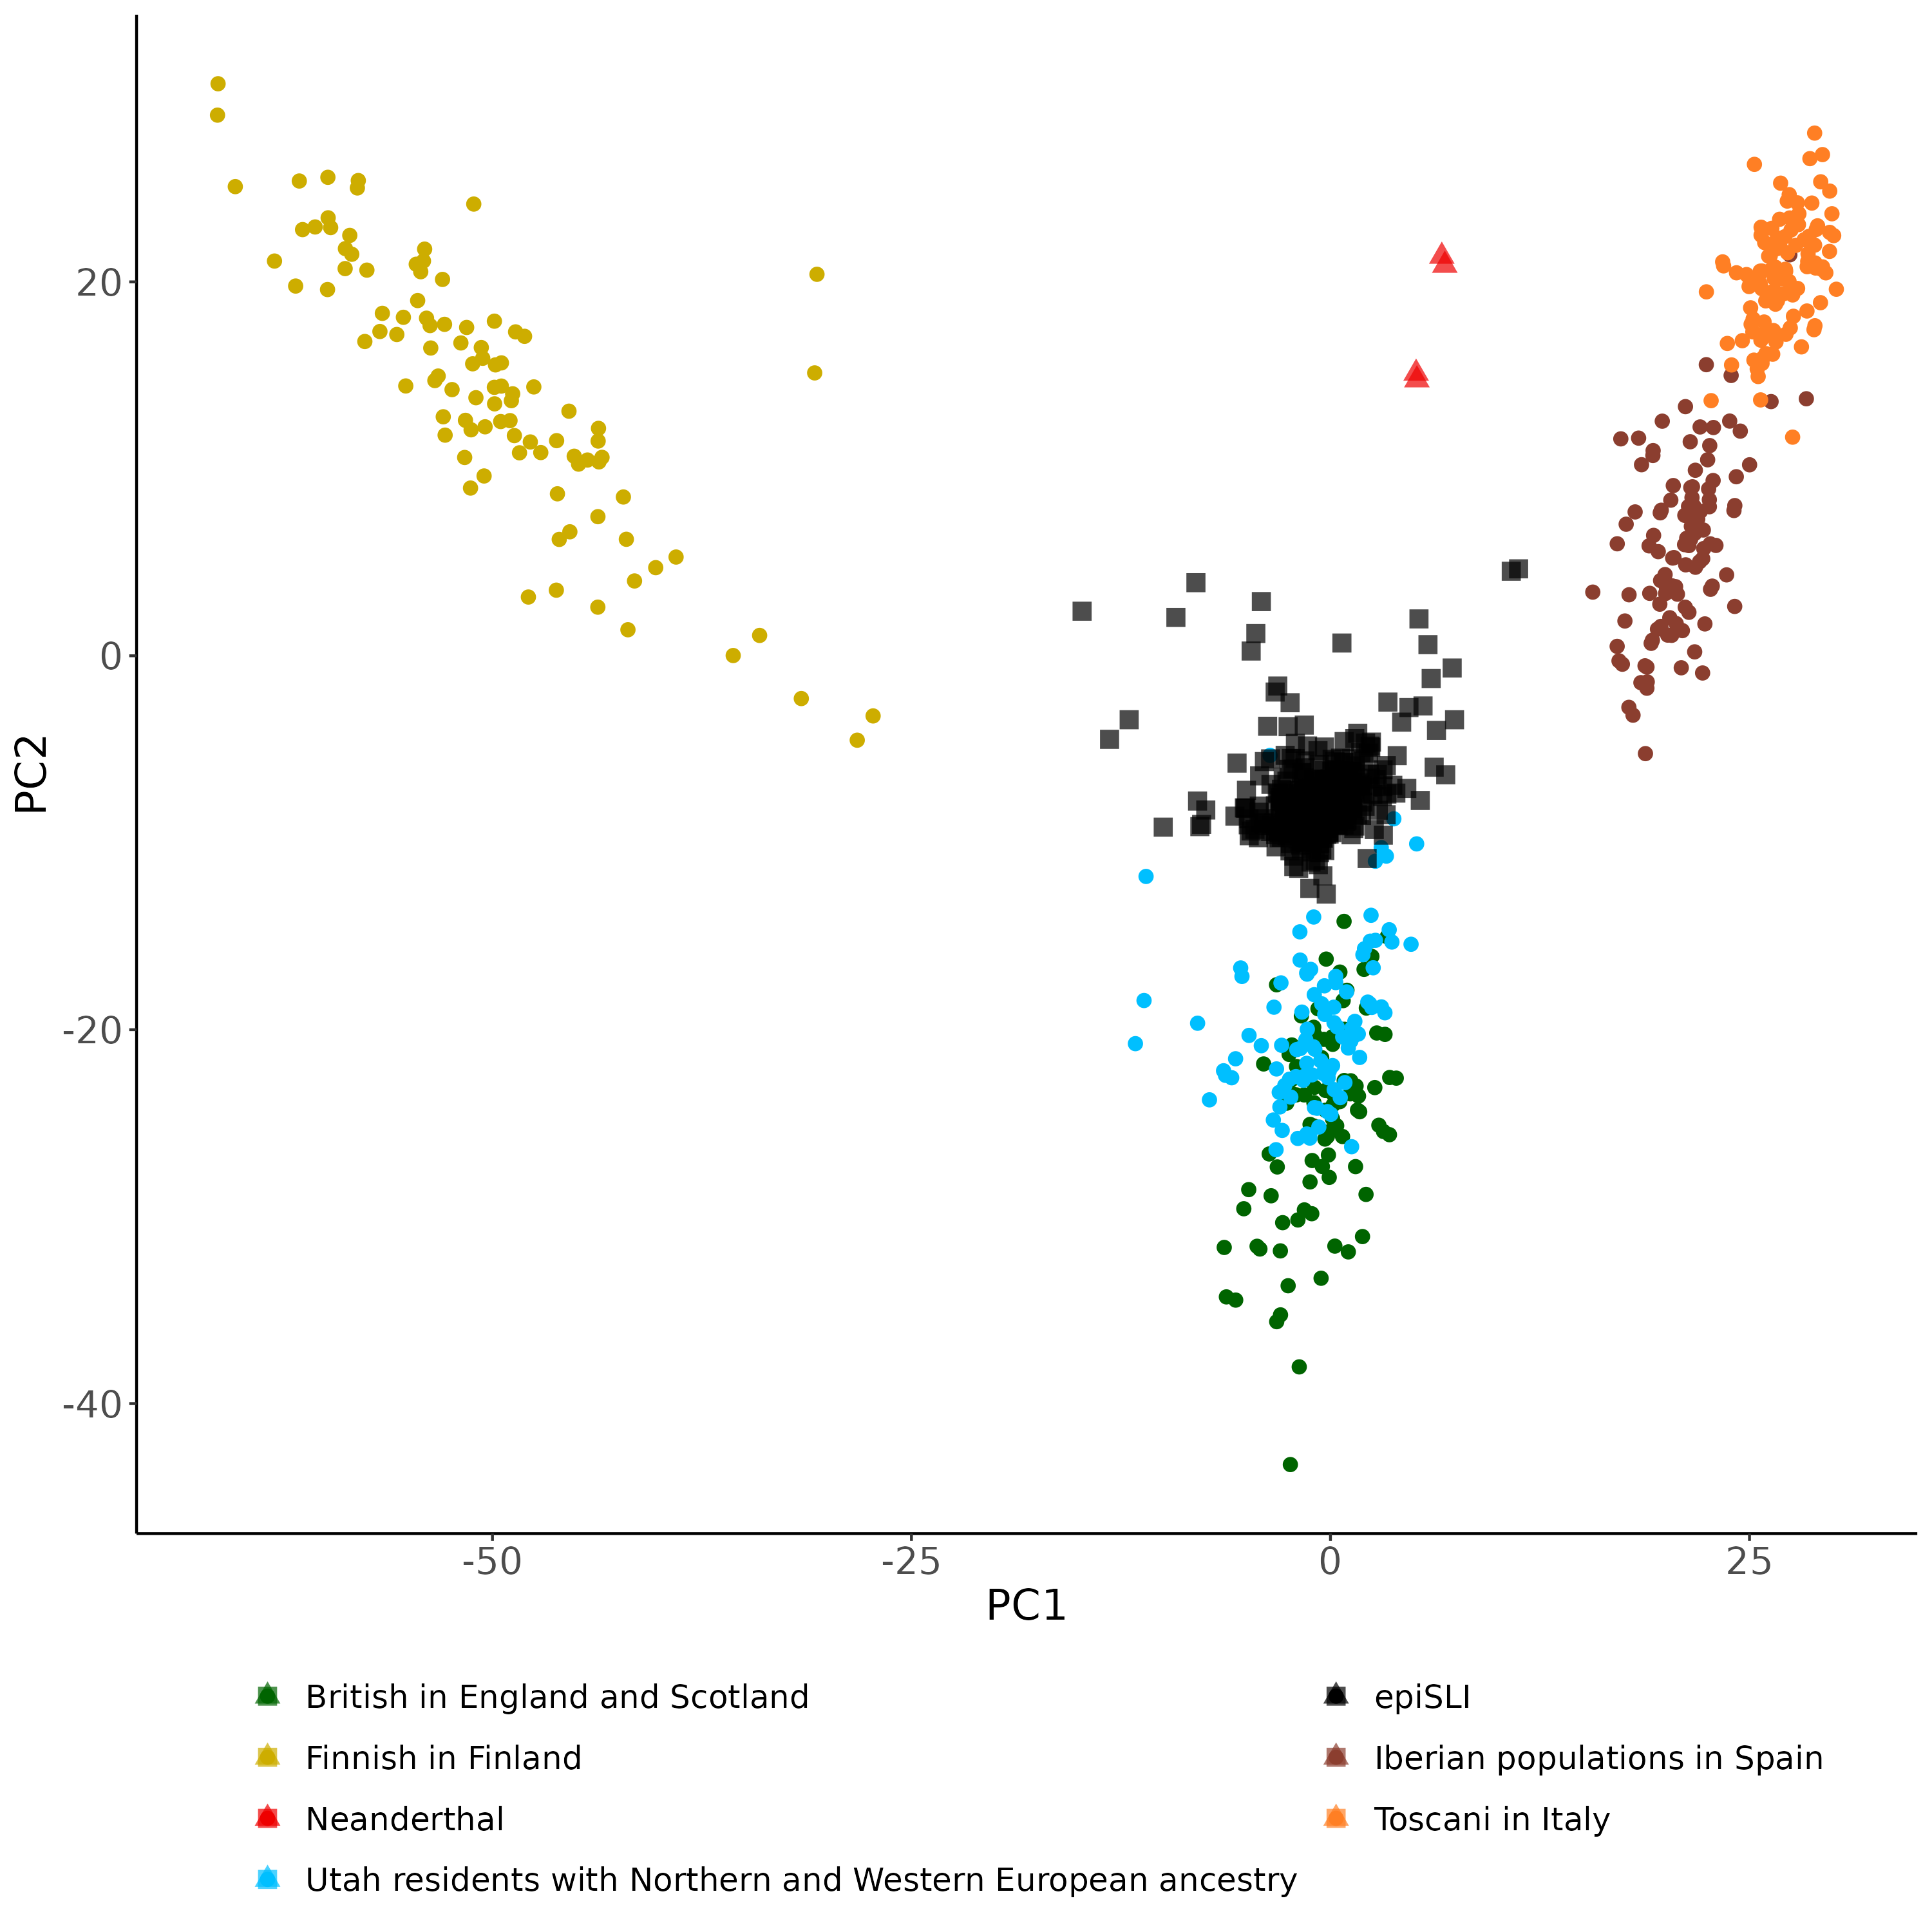 PC2
20
0
-20
-40
-50
-25
0
25
PC1
British in England and Scotland
Finnish in Finland
Neanderthal
Utah residents with Northern and Western European ancestry
epiSLI
Iberian populations in Spain
Toscani in Italy